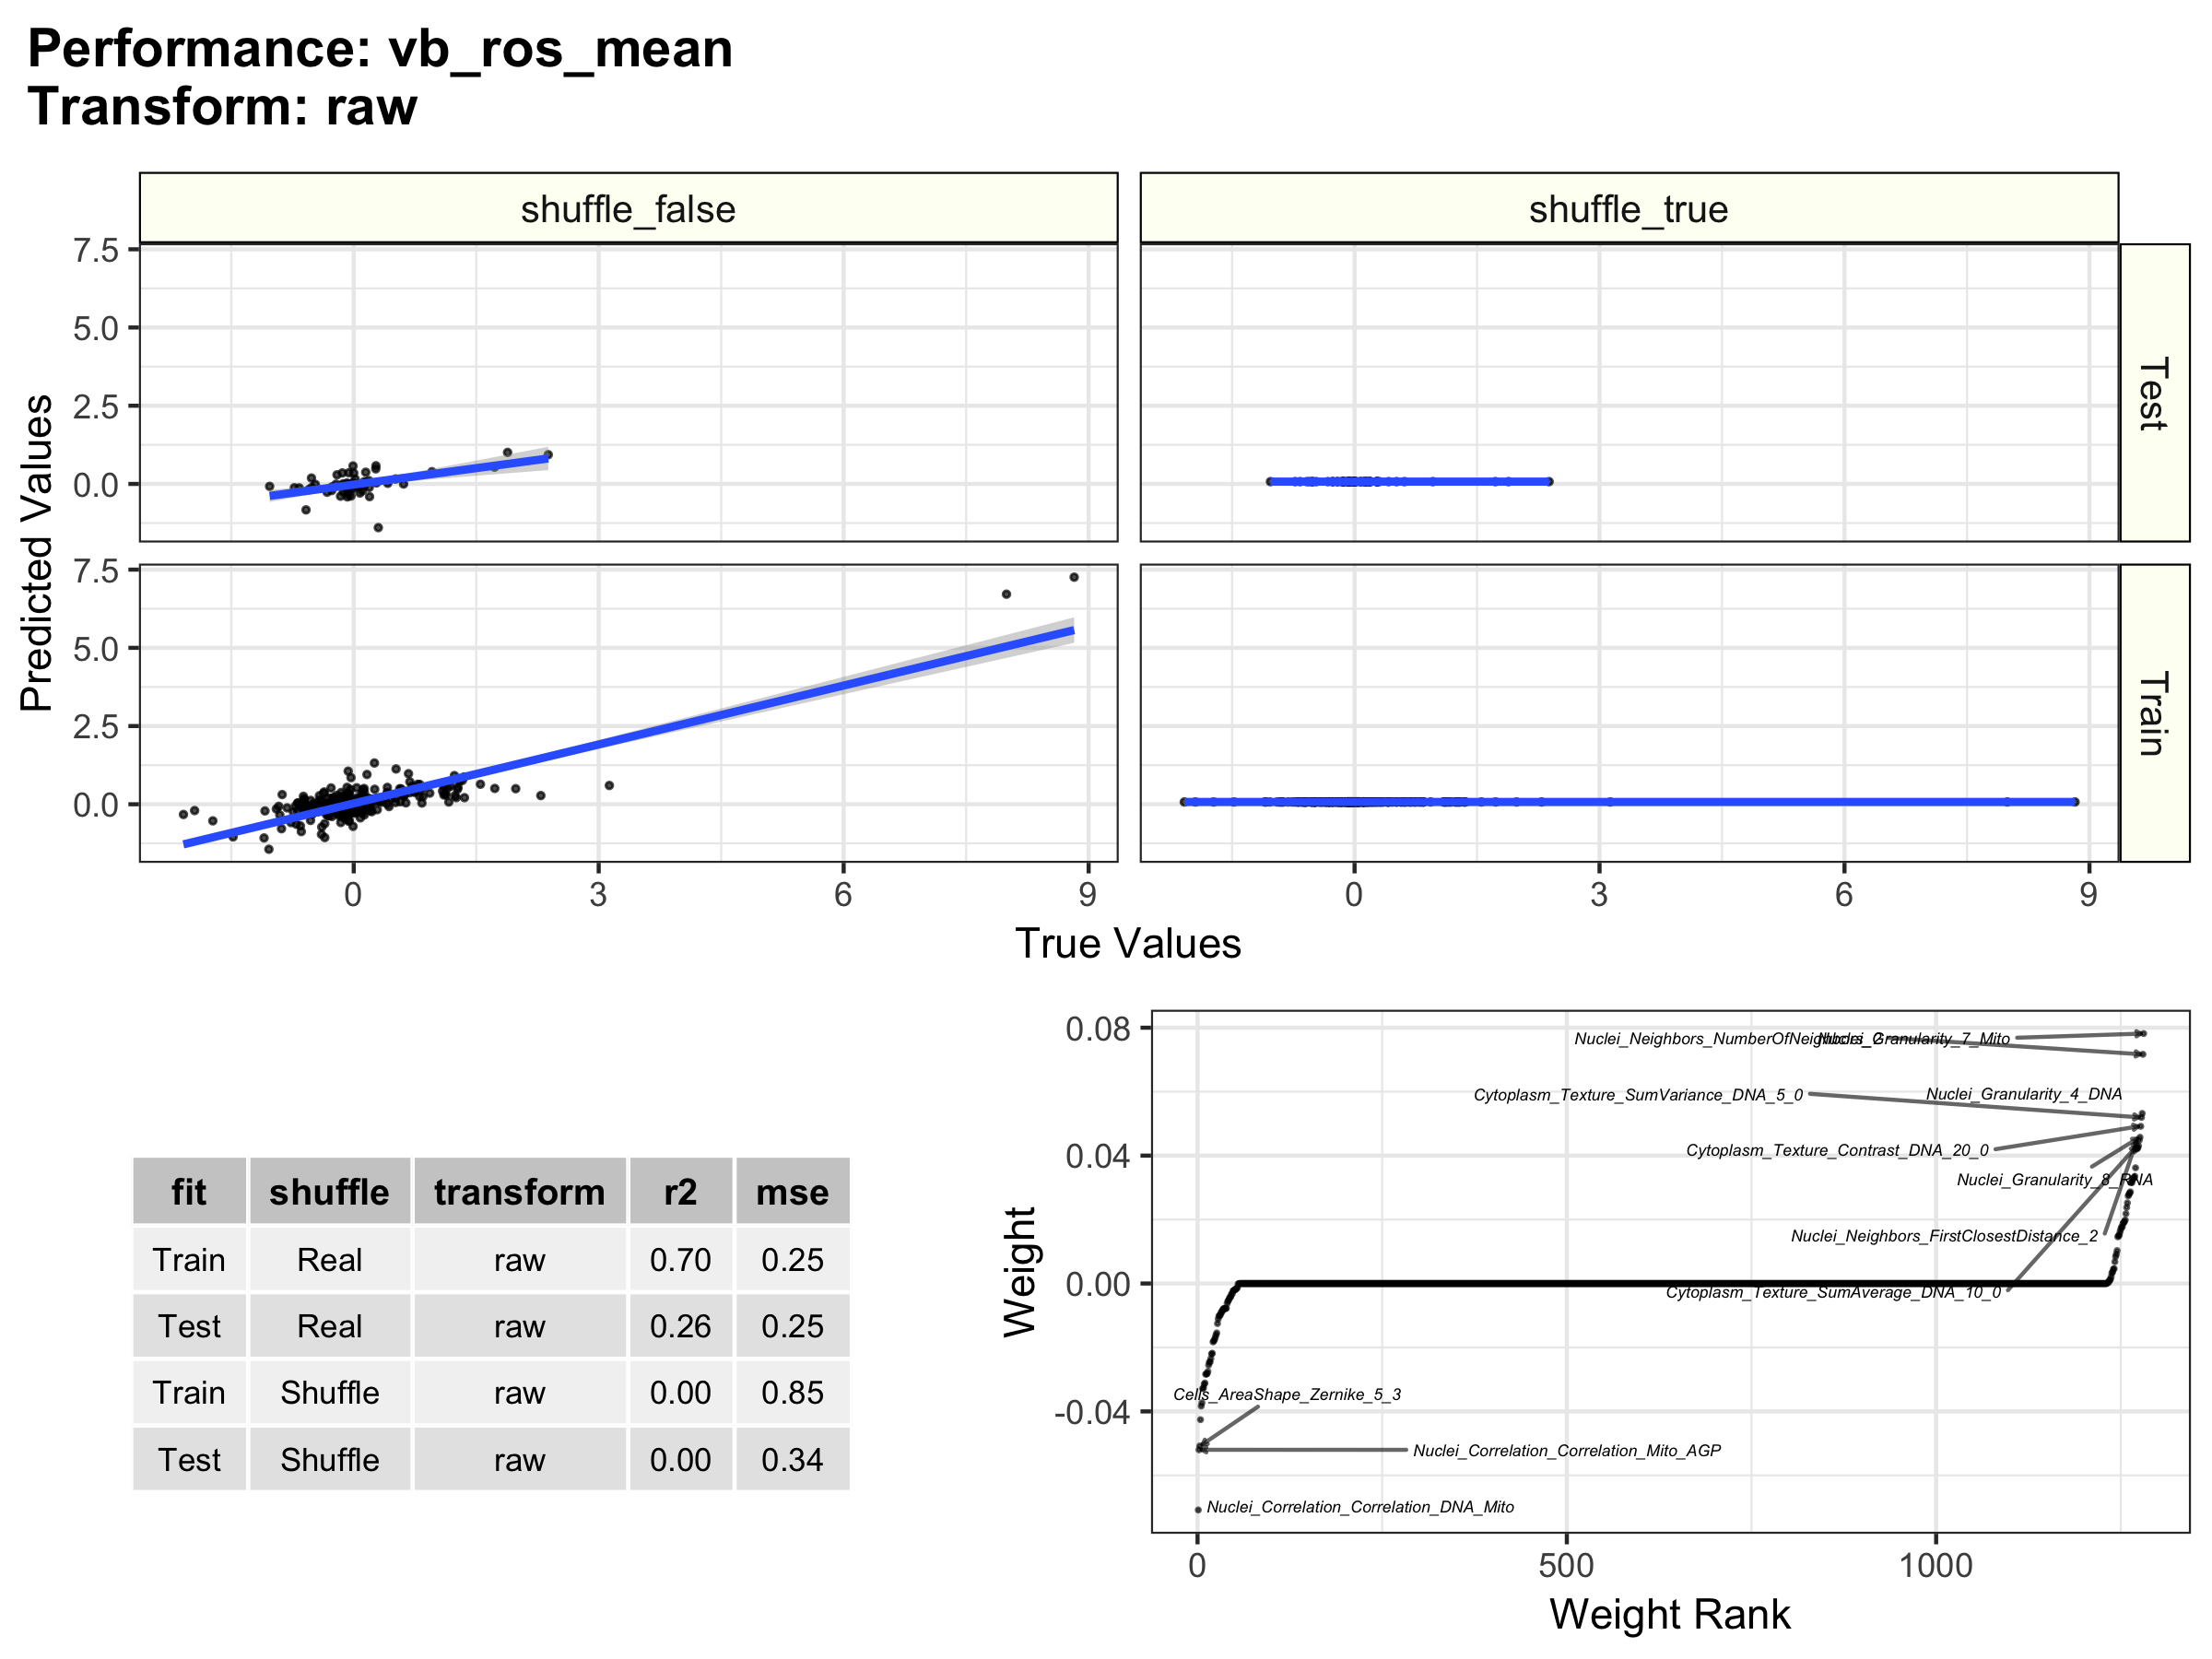 Performance: vb_ros_mean
Transform: raw
shuffle_false
shuffle_true
7.5
5.0
2.5
0.0
Test
7.5
5.0
2.5
0.0
Train
Predicted Values
0 3 6 9
0 3 6 9
True Values
fit shuffle transform r2 mse
Train Real raw 0.70 0.25
Test Real raw 0.26 0.25
Train Shuffle raw 0.00 0.85
Test Shuffle raw 0.00 0.34
Weight
0.08
0.04
0.00
-0.04
Nuclei_Neighbors_NumberOfNeighbors_2
Nuclei_Granularity_7_Mito
Cytoplasm_Texture_SumVariance_DNA_5_0
Nuclei_Granularity_4_DNA
Cytoplasm_Texture_Contrast_DNA_20_0
Nuclei_Granularity_8_RNA
Nuclei_Neighbors_FirstClosestDistance_2
Cytoplasm_Texture_SumAverage_DNA_10_0
Cells_AreaShape_Zernike_5_3
Nuclei_Correlation_Correlation_Mito_AGP
Nuclei_Correlation_Correlation_DNA_Mito
0 500 1000
Weight Rank